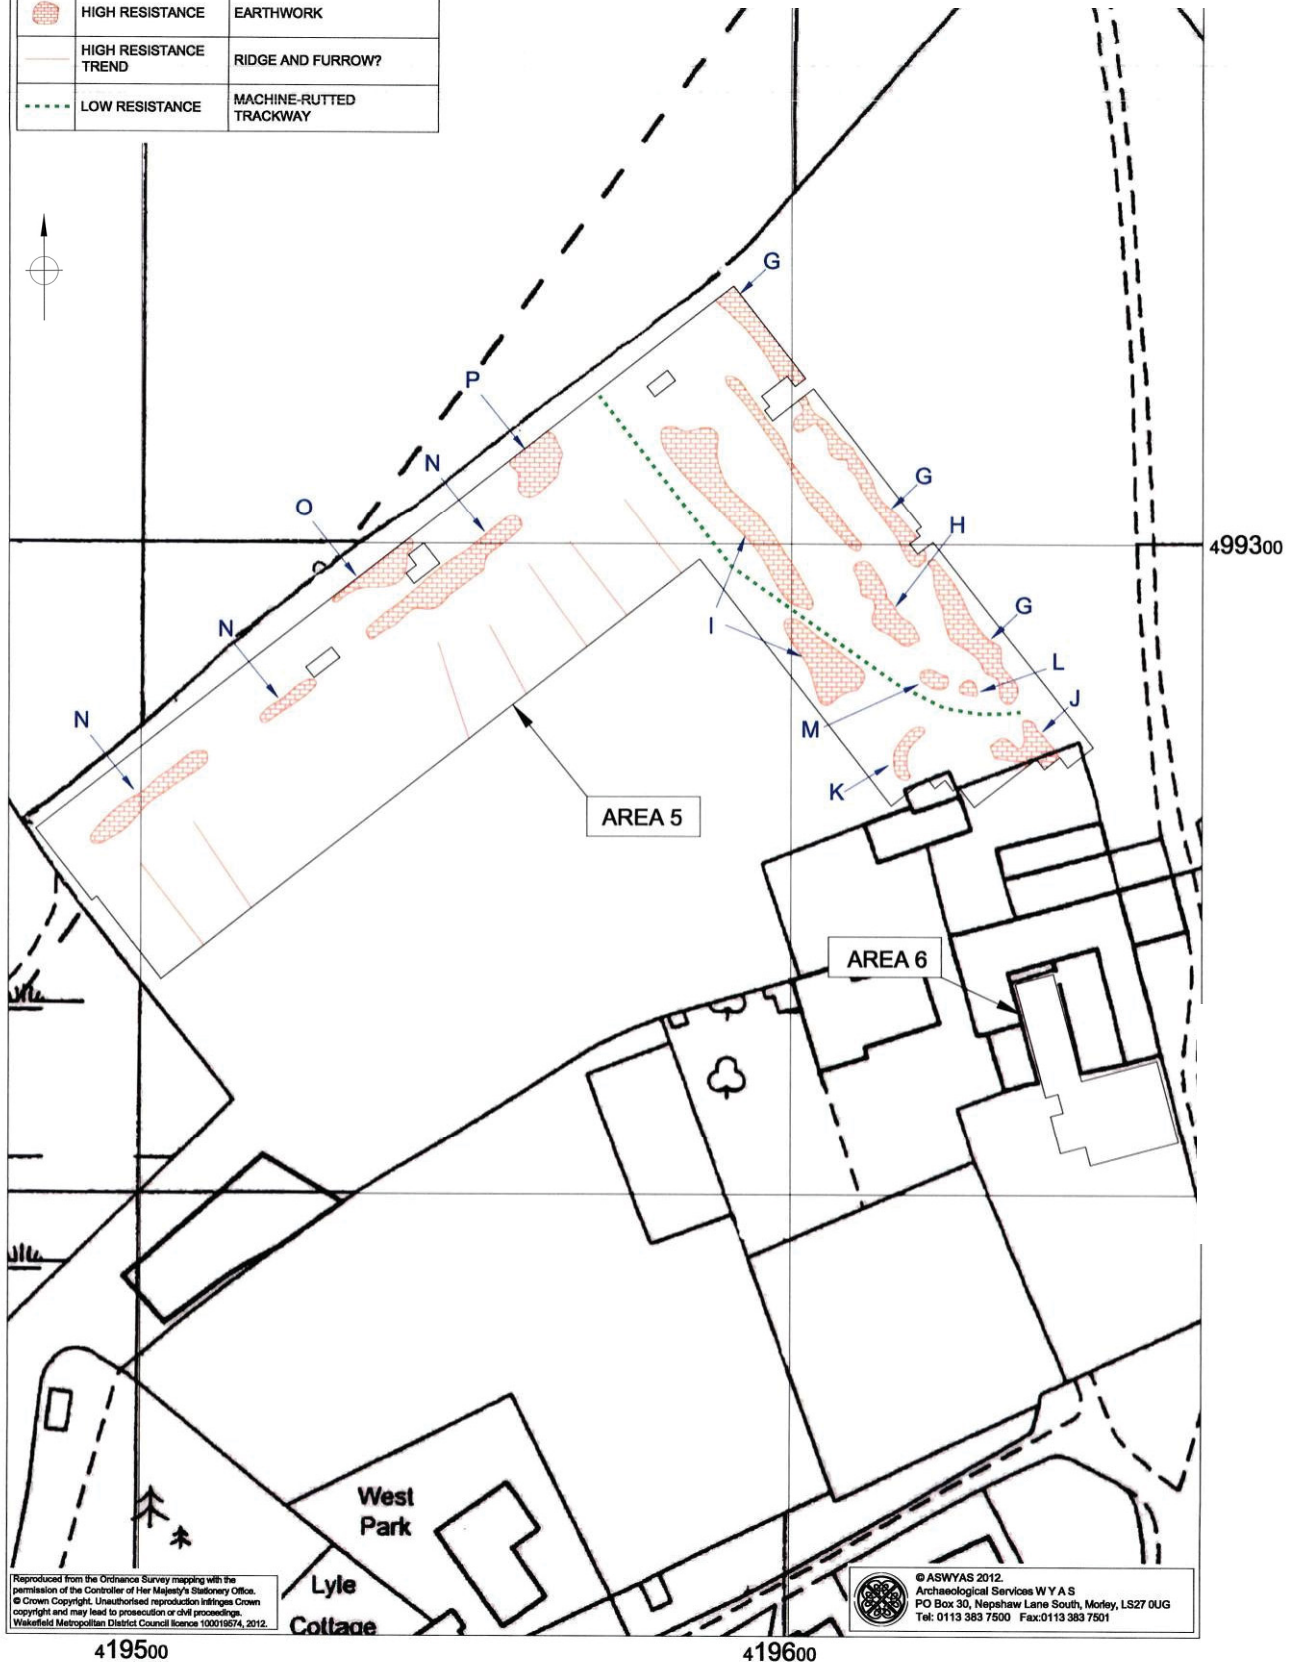 HIGH RESISTANCE
EARTHWORK
HIGH RESISTANCE
TREND
RIDGE AND FURROW?
LOW RESISTANCE
MACHINE-RUTTED
TRACKWAY
G
P
N
G
O
H
499300
G
N
I
L
N
J
M
K
AREA 5
AREA 6
West
Park
Lyle
Cottage
Reproduced from the Ordnance Survey mapping with the
permission of the Controller of Her Majesty's Stationery Office.
© Crown Copyright. Unauthorised reproduction infringes Crown
copyright and may lead to prosecution or civil proceedings.
Wakefield Metropolitan District Council licence 100019574, 2012.
© ASWYAS 2012.
Archaeological Services W Y A S
PO Box 30, Nepshaw Lane South, Morley, LS27 0UG
Tel: 0113 383 7500 Fax:0113 383 7501
419500
419600